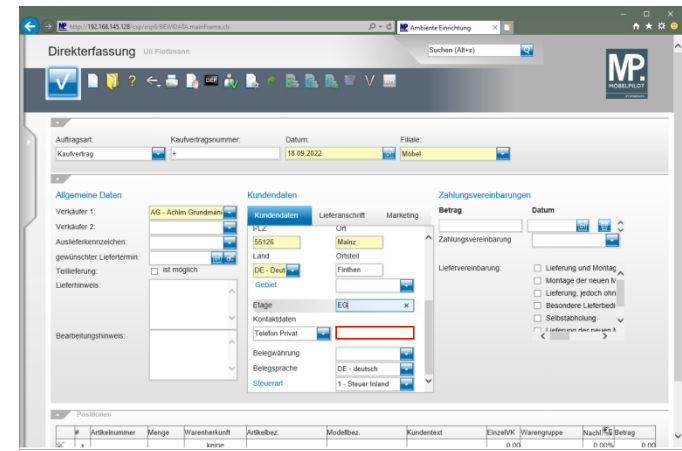 http://192.168.145.128/csp/mp8/BEWIDATA.mainFrame.cls
Ambiente Einrichtung
Direkterfassung Uli Flottmann
Suchen (Alt+s)
MP.
MÖBELPILOT
DEF
Auftragsart: Kaufvertragsnummer: Datum: Filiale:
Kaufvertrag + 18.09.2022 Möbel
Allgemeine Daten Kundendaten Zahlungsvereinbarungen
Verkäufer 1: AG - Achim Grundmann
Kundendaten Lieferanschrift Marketing
Betrag Datum
Verkäufer 2:
PLZ Ort
Auslieferkennzeichen:
55126 Mainz
Zahlungsvereinbarung
gewünschter Liefertermin:
Land Ortsteil
Teillieferung: ist möglich
DE - Deut Finthen
Liefervereinbarung: Lieferung und Montag
Lieferhinweis:
Gebiet
Montage der neuen M
Lieferung, jedoch ohn
Etage EG
Besondere Lieferbedi
Kontaktdaten
Selbstabholung
Bearbeitungshinweis:
Telefon Privat
Lieferung der neuen M
Belegwährung
Belegsprache DE - deutsch
Steuerart 1 - Steuer Inland
Positionen
# Artikelnummer Menge Warenherkunft Artikelbez. Modellbez. Kundentext EinzelVK Warengruppe Nachl Betrag
+ keine 0.00 0.00% 0.00